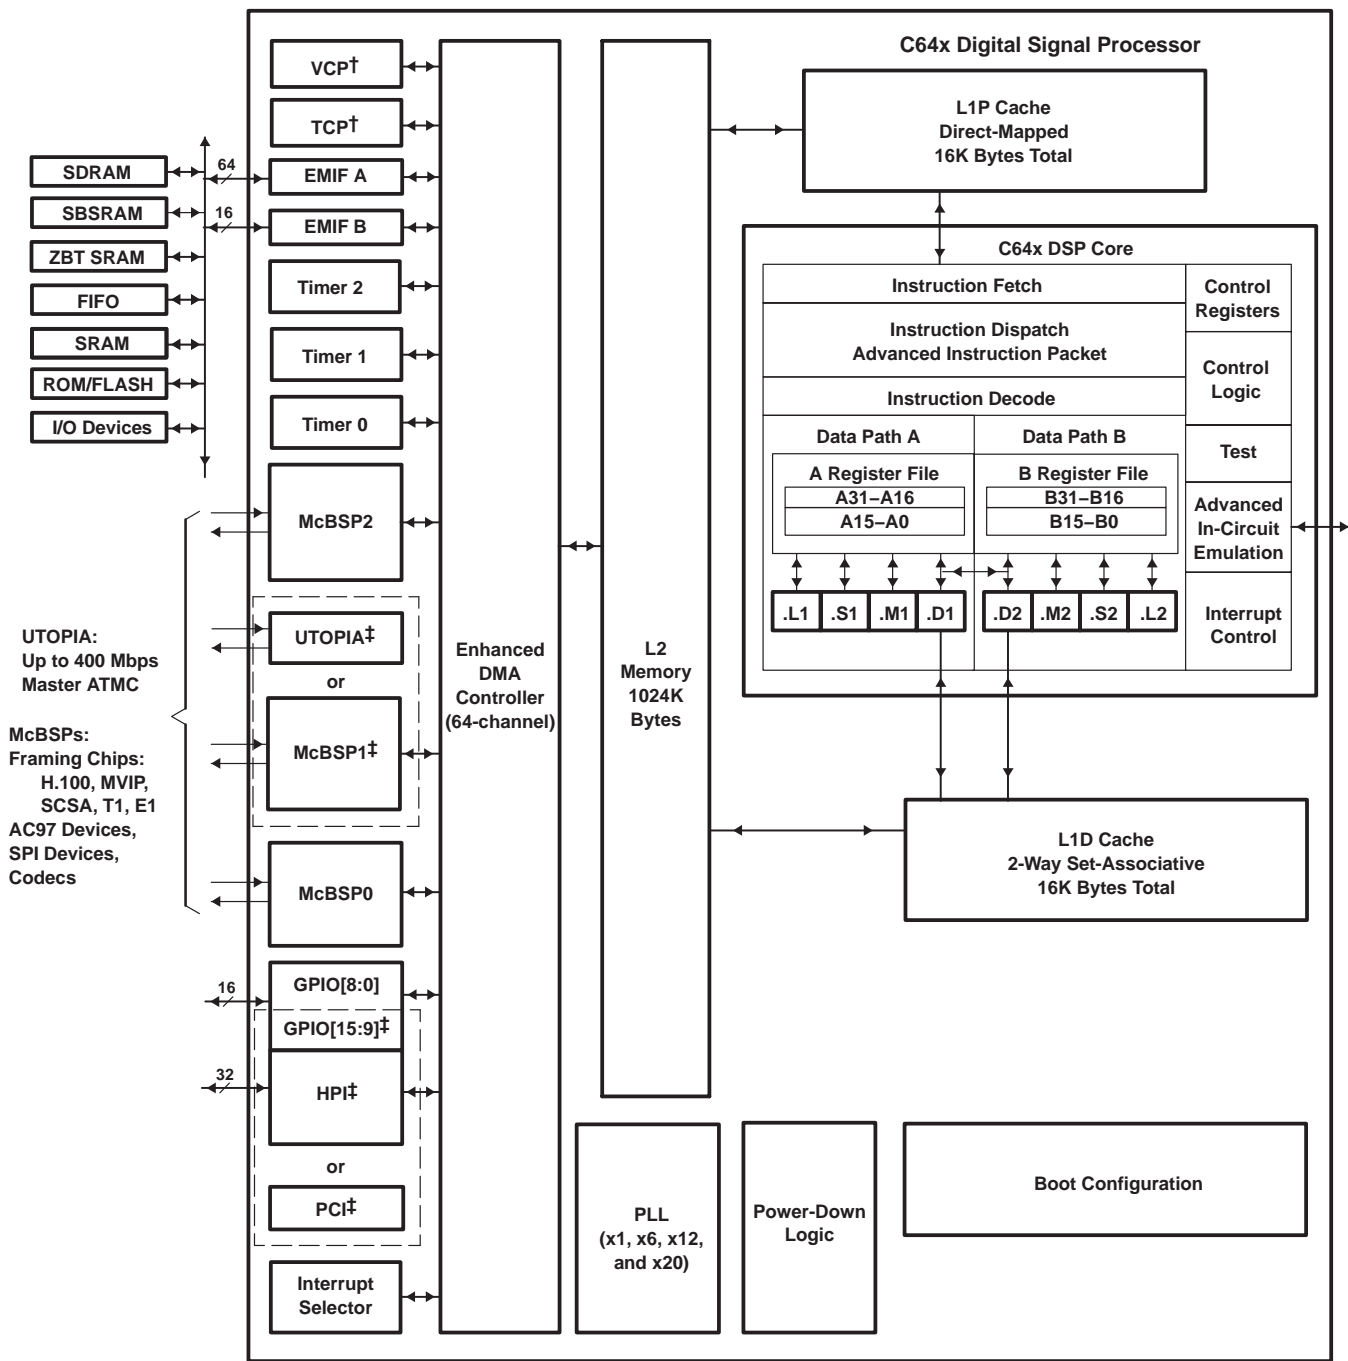 C64x Digital Signal Processor
VCP†
TCP†
EMIF A
EMIF B
Timer 2
Timer 1
Timer 0
64
16
SDRAM
SBSRAM
ZBT SRAM
FIFO
SRAM
ROM/FLASH
I/O Devices
McBSP2
UTOPIA‡
or
McBSP1‡
McBSP0
UTOPIA:
Up to 400 Mbps
Master ATMC
McBSPs:
Framing Chips:
H.100, MVIP,
SCSA, T1, E1
AC97 Devices,
SPI Devices,
Codecs
16
GPIO[8:0]
GPIO[15:9]‡
32
HPI‡
or
PCI‡
Interrupt
Selector
Enhanced
DMA
Controller
(64-channel)
L2
Memory
1024K
Bytes
L1P Cache
Direct-Mapped
16K Bytes Total
C64x DSP Core
Instruction Fetch
Instruction Dispatch
Advanced Instruction Packet
Instruction Decode
Data Path A
Data Path B
A Register File
A31–A16
A15–A0
B Register File
B31–B16
B15–B0
.L1 .S1 .M1 .D1
.D2 .M2 .S2 .L2
Control
Registers
Control
Logic
Test
Advanced
In-Circuit
Emulation
Interrupt
Control
L1D Cache
2-Way Set-Associative
16K Bytes Total
PLL
(x1, x6, x12,
and x20)
Power-Down
Logic
Boot Configuration